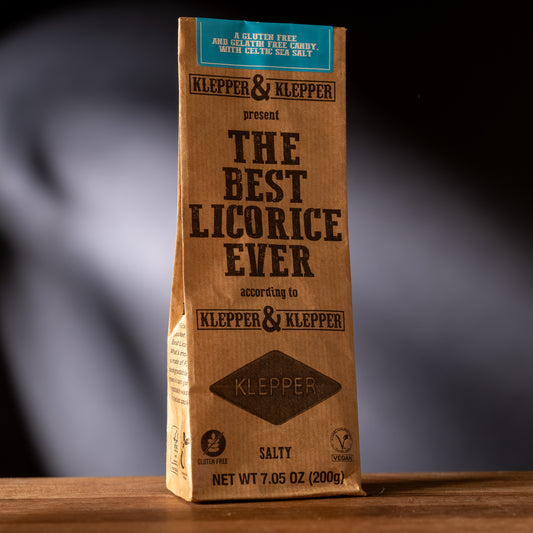 A GLUTEN FREE
AND GELATIN FREE CANDY.
WITH CELTIC SEA SALT
KLEPPER & KLEPPER
present
THE
BEST
LICORICE
EVER
according to
KLEPPER & KLEPPER
KLEPPER
GLUTEN FREE
SALTY
VEGAN
NET WT 7.05 OZ (200g)